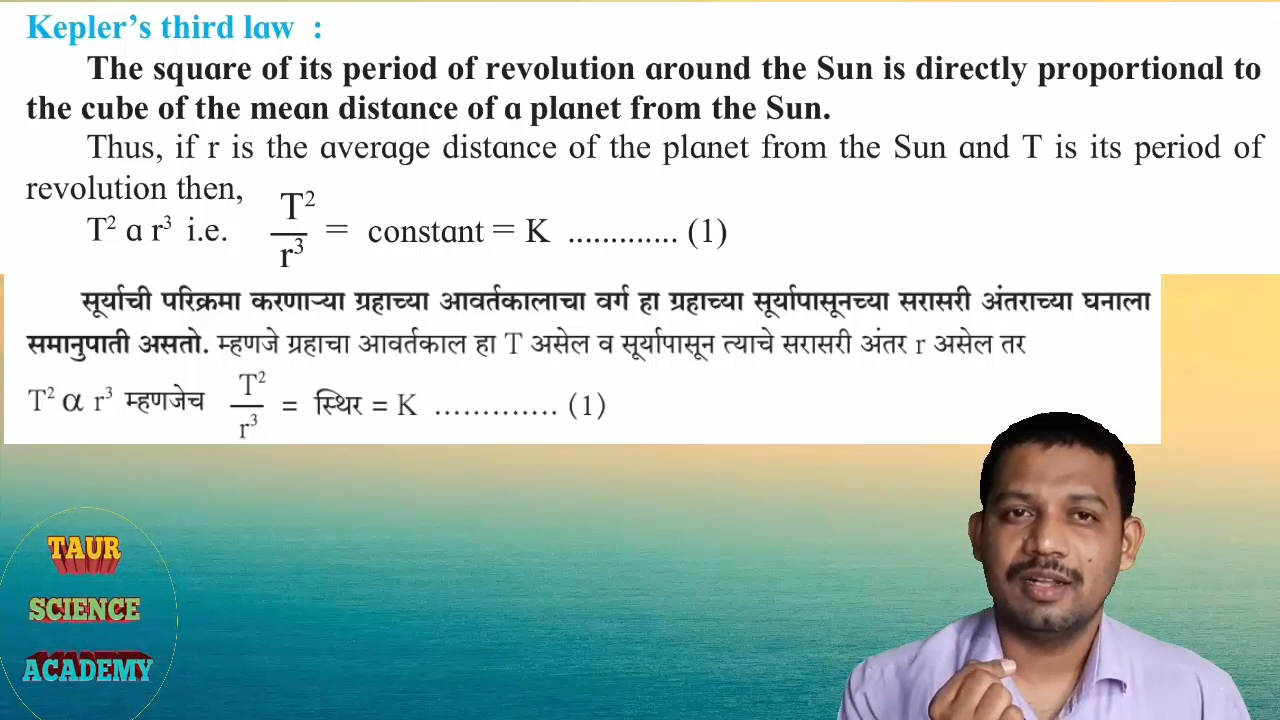 Kepler’s third law :
The square of its period of revolution around the Sun is directly proportional to
the cube of the mean distance of a planet from the Sun.
Thus, if r is the average distance of the planet from the Sun and T is its period of
revolution then,
T² ɑ r³ i.e. T²/r³ = constant = K ............. (1)
सूर्याची परिक्रमा करणाऱ्या ग्रहाच्या आवर्तकालाचा वर्ग हा ग्रहाच्या सूर्यापासूनच्या सरासरी अंतराच्या घनाला
समानुपाती असतो. म्हणजे ग्रहाचा आवर्तकाल हा T असेल व सूर्यापासून त्याचे सरासरी अंतर r असेल तर
T² α r³ म्हणजेच T²/r³ = स्थिर = K ............. (1)
TAUR
SCIENCE
ACADEMY